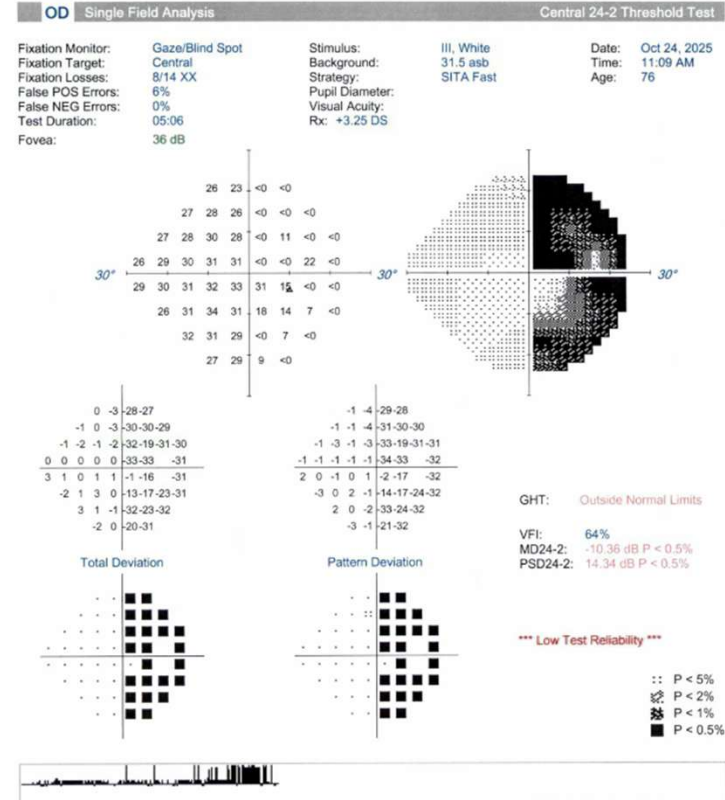 OD Single Field Analysis Central 24-2 Threshold Test
Fixation Monitor: Gaze/Blind Spot Stimulus: III, White Date: Oct 24, 2025
Fixation Target: Central Background: 31.5 asb Time: 11:09 AM
Fixation Losses: 8/14 XX Strategy: SITA Fast Age: 76
False POS Errors: 6% Pupil Diameter:
False NEG Errors: 0% Visual Acuity:
Test Duration: 05:06 Rx: +3.25 DS
Fovea: 36 dB
26 23 <0 <0
27 28 26 <0 <0 <0
27 28 30 28 <0 11 <0 <0
26 29 30 31 31 <0 <0 22 <0
30° 30° 30°
29 30 31 32 33 31 15 <0 <0
26 31 34 31 18 14 7 <0
32 31 29 <0 7 <0
27 29 9 <0
0 -3 -28 -27 -1 -4 -29 -28
-1 0 -3 -30 -30 -29 -1 -1 -4 -31 -30 -30
-1 -2 -1 -2 -32 -19 -31 -30 -1 -3 -1 -3 -33 -19 -31 -31
0 0 0 0 0 -33 -33 -31 -1 -1 -1 -1 -1 -34 -33 -32
3 1 0 1 1 -1 -16 -31 2 0 -1 0 1 -2 -17 -32
-2 1 3 0 -13 -17 -23 -31 -3 0 2 -1 -14 -17 -24 -32
3 1 -1 -32 -23 -32 2 0 -2 -33 -24 -32
-2 0 -20 -31 -3 -1 -21 -32
GHT: Outside Normal Limits
VFI: 64%
MD24-2: -10.36 dB P < 0.5%
PSD24-2: 14.34 dB P < 0.5%
Total Deviation Pattern Deviation
*** Low Test Reliability ***
P < 5%
P < 2%
P < 1%
P < 0.5%